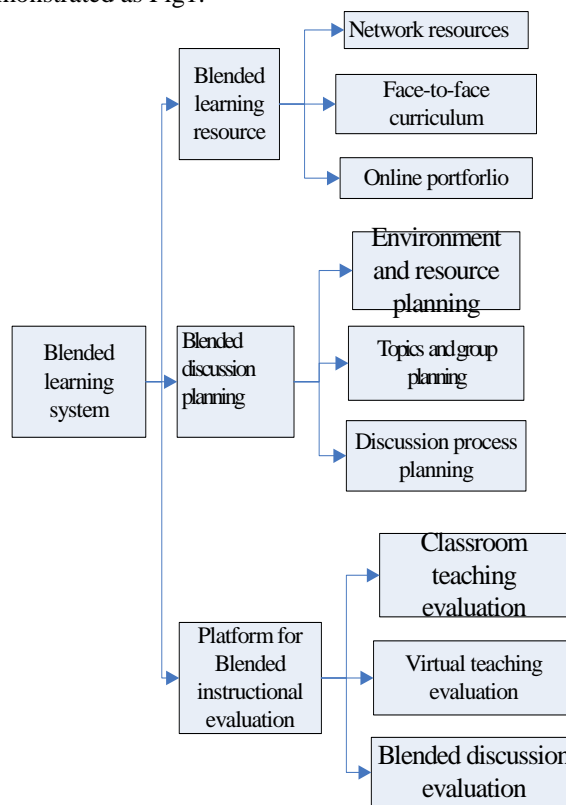 monstrated as Fig1.
Network resources
Blended
learning
resource
Face-to-face
curriculum
Online portforlio
Environment
and resource
planning
Blended
learning
system
Blended
discussion
planning
Topics and group
planning
Discussion process
planning
Classroom
teaching
evaluation
Platform for
Blended
instructional
evaluation
Virtual teaching
evaluation
Blended discussion
evaluation